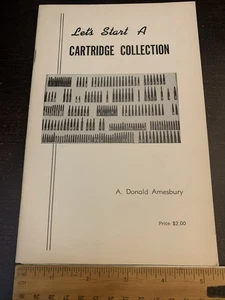 Let's Start A
CARTRIDGE COLLECTION
A. Donald Amesbury
Price $2.00